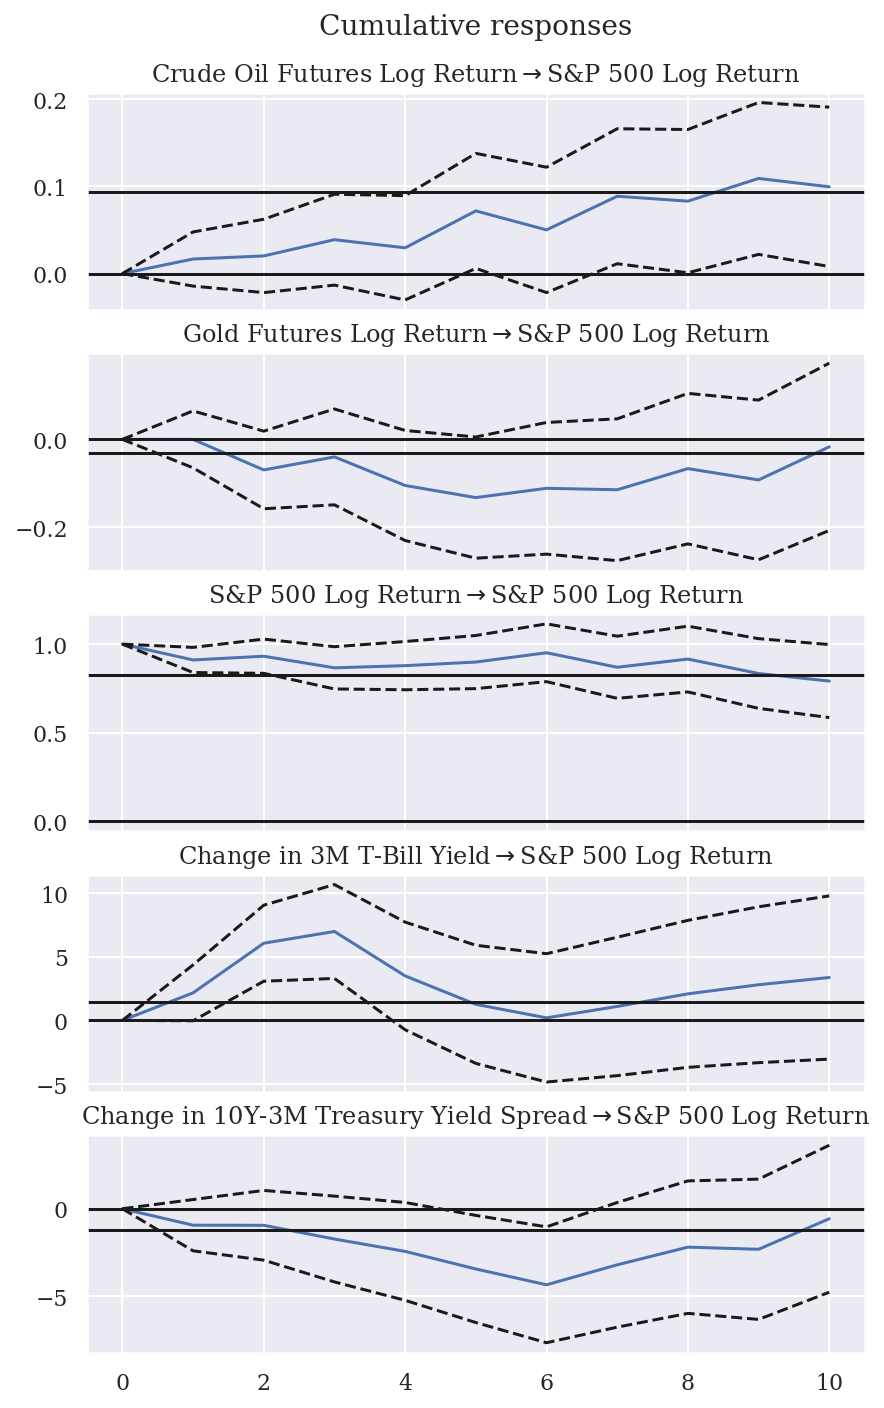 Cumulative responses
Crude Oil Futures Log Return→S&P 500 Log Return
0.2
0.1
0.0
Gold Futures Log Return→S&P 500 Log Return
0.0
−0.2
S&P 500 Log Return→S&P 500 Log Return
1.0
0.5
0.0
Change in 3M T-Bill Yield→S&P 500 Log Return
10
5
0
−5
Change in 10Y-3M Treasury Yield Spread→S&P 500 Log Return
0
−5
0 2 4 6 8 10